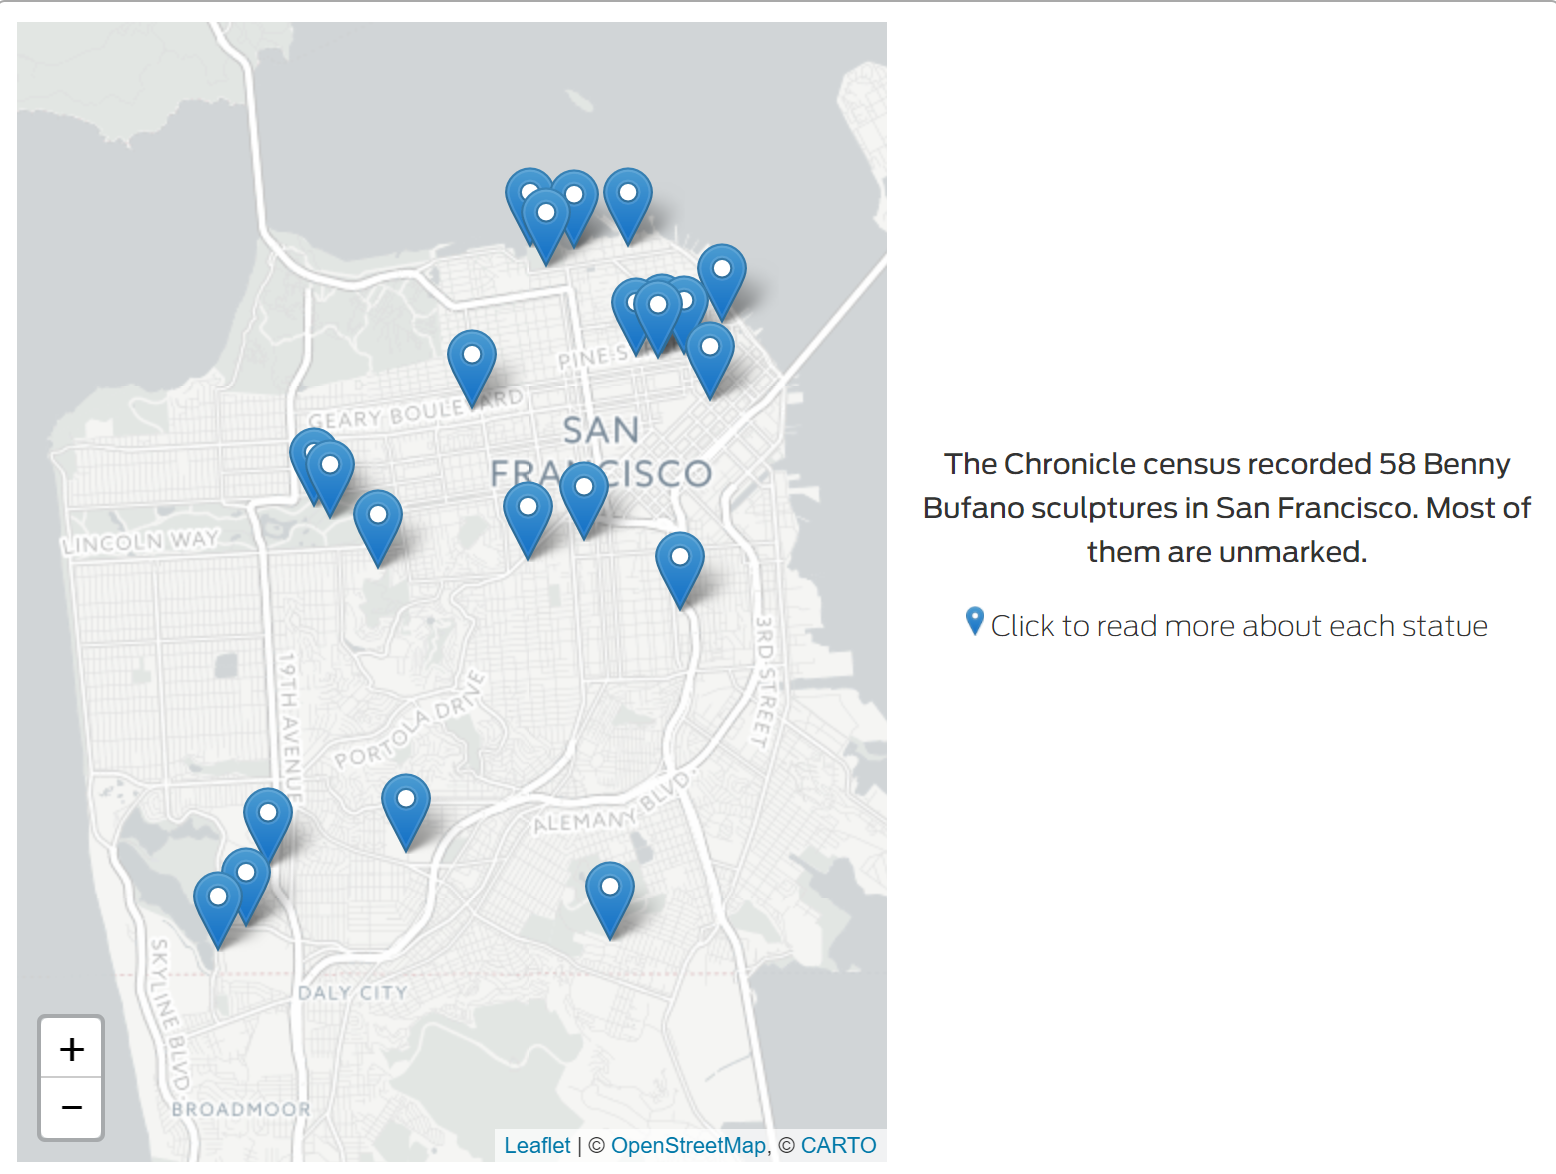 PINE S
GEARY BOULEVARD
SAN
FRANCISCO
LINCOLN WAY
3RD STREET
19TH AVENUE
PORTOLA DRIVE
ALEMANY BLVD.
SKYLINE BLVD.
DALY CITY
BROADMOOR
+
−
Leaflet | © OpenStreetMap, © CARTO
The Chronicle census recorded 58 Benny
Bufano sculptures in San Francisco. Most of
them are unmarked.
Click to read more about each statue